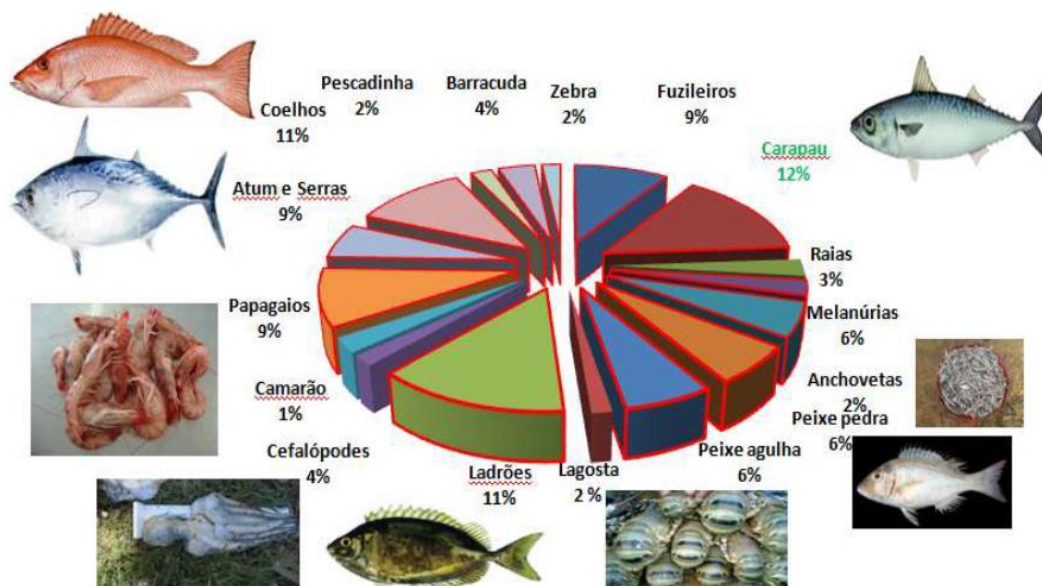 Pescadinha
2%
Barracuda
4%
Zebra
2%
Fuzileiros
9%
Coelhos
11%
Carapau
12%
Atum e Serras
9%
Raias
3%
Papagaios
9%
Melanúrias
6%
Camarão
1%
Anchovetas
2%
Peixe pedra
6%
Cefalópodes
4%
Ladrões
11%
Lagosta
2 %
Peixe agulha
6%